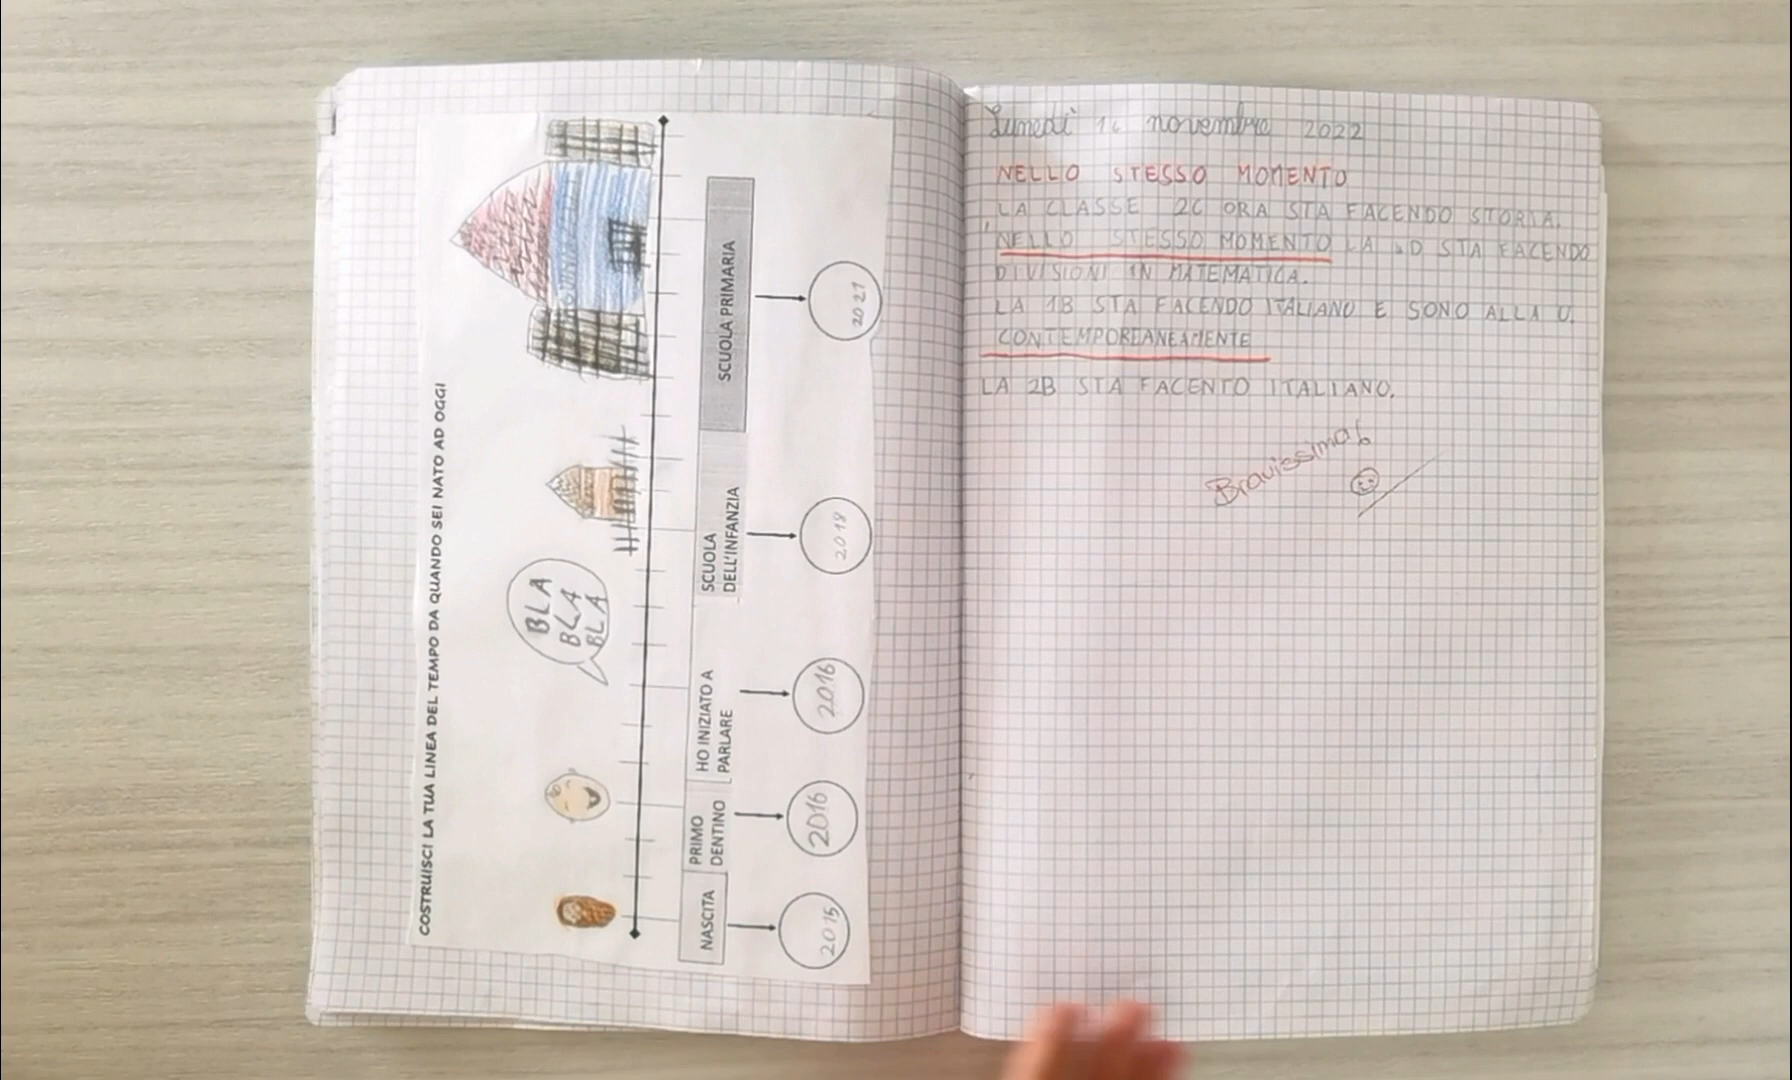 COSTRUISCI LA TUA LINEA DEL TEMPO DA QUANDO SEI NATO AD OGGI
BLA
BLA
BLA
NASCITA
2015
PRIMO
DENTINO
2016
HO INIZIATO A
PARLARE
2016
SCUOLA
DELL'INFANZIA
2018
SCUOLA PRIMARIA
2021
Lunedì 14 novembre 2022
NELLO STESSO MOMENTO
LA CLASSE 2C ORA STA FACENDO STORIA.
NELLO STESSO MOMENTO LA D STA FACENDO
DIVISIONI IN MATEMATICA.
LA 1B STA FACENDO ITALIANO E SONO ALLA U.
CONTEMPOREANEAMENTE
LA 2B STA FACENTO ITALIANO.
Bravissima!